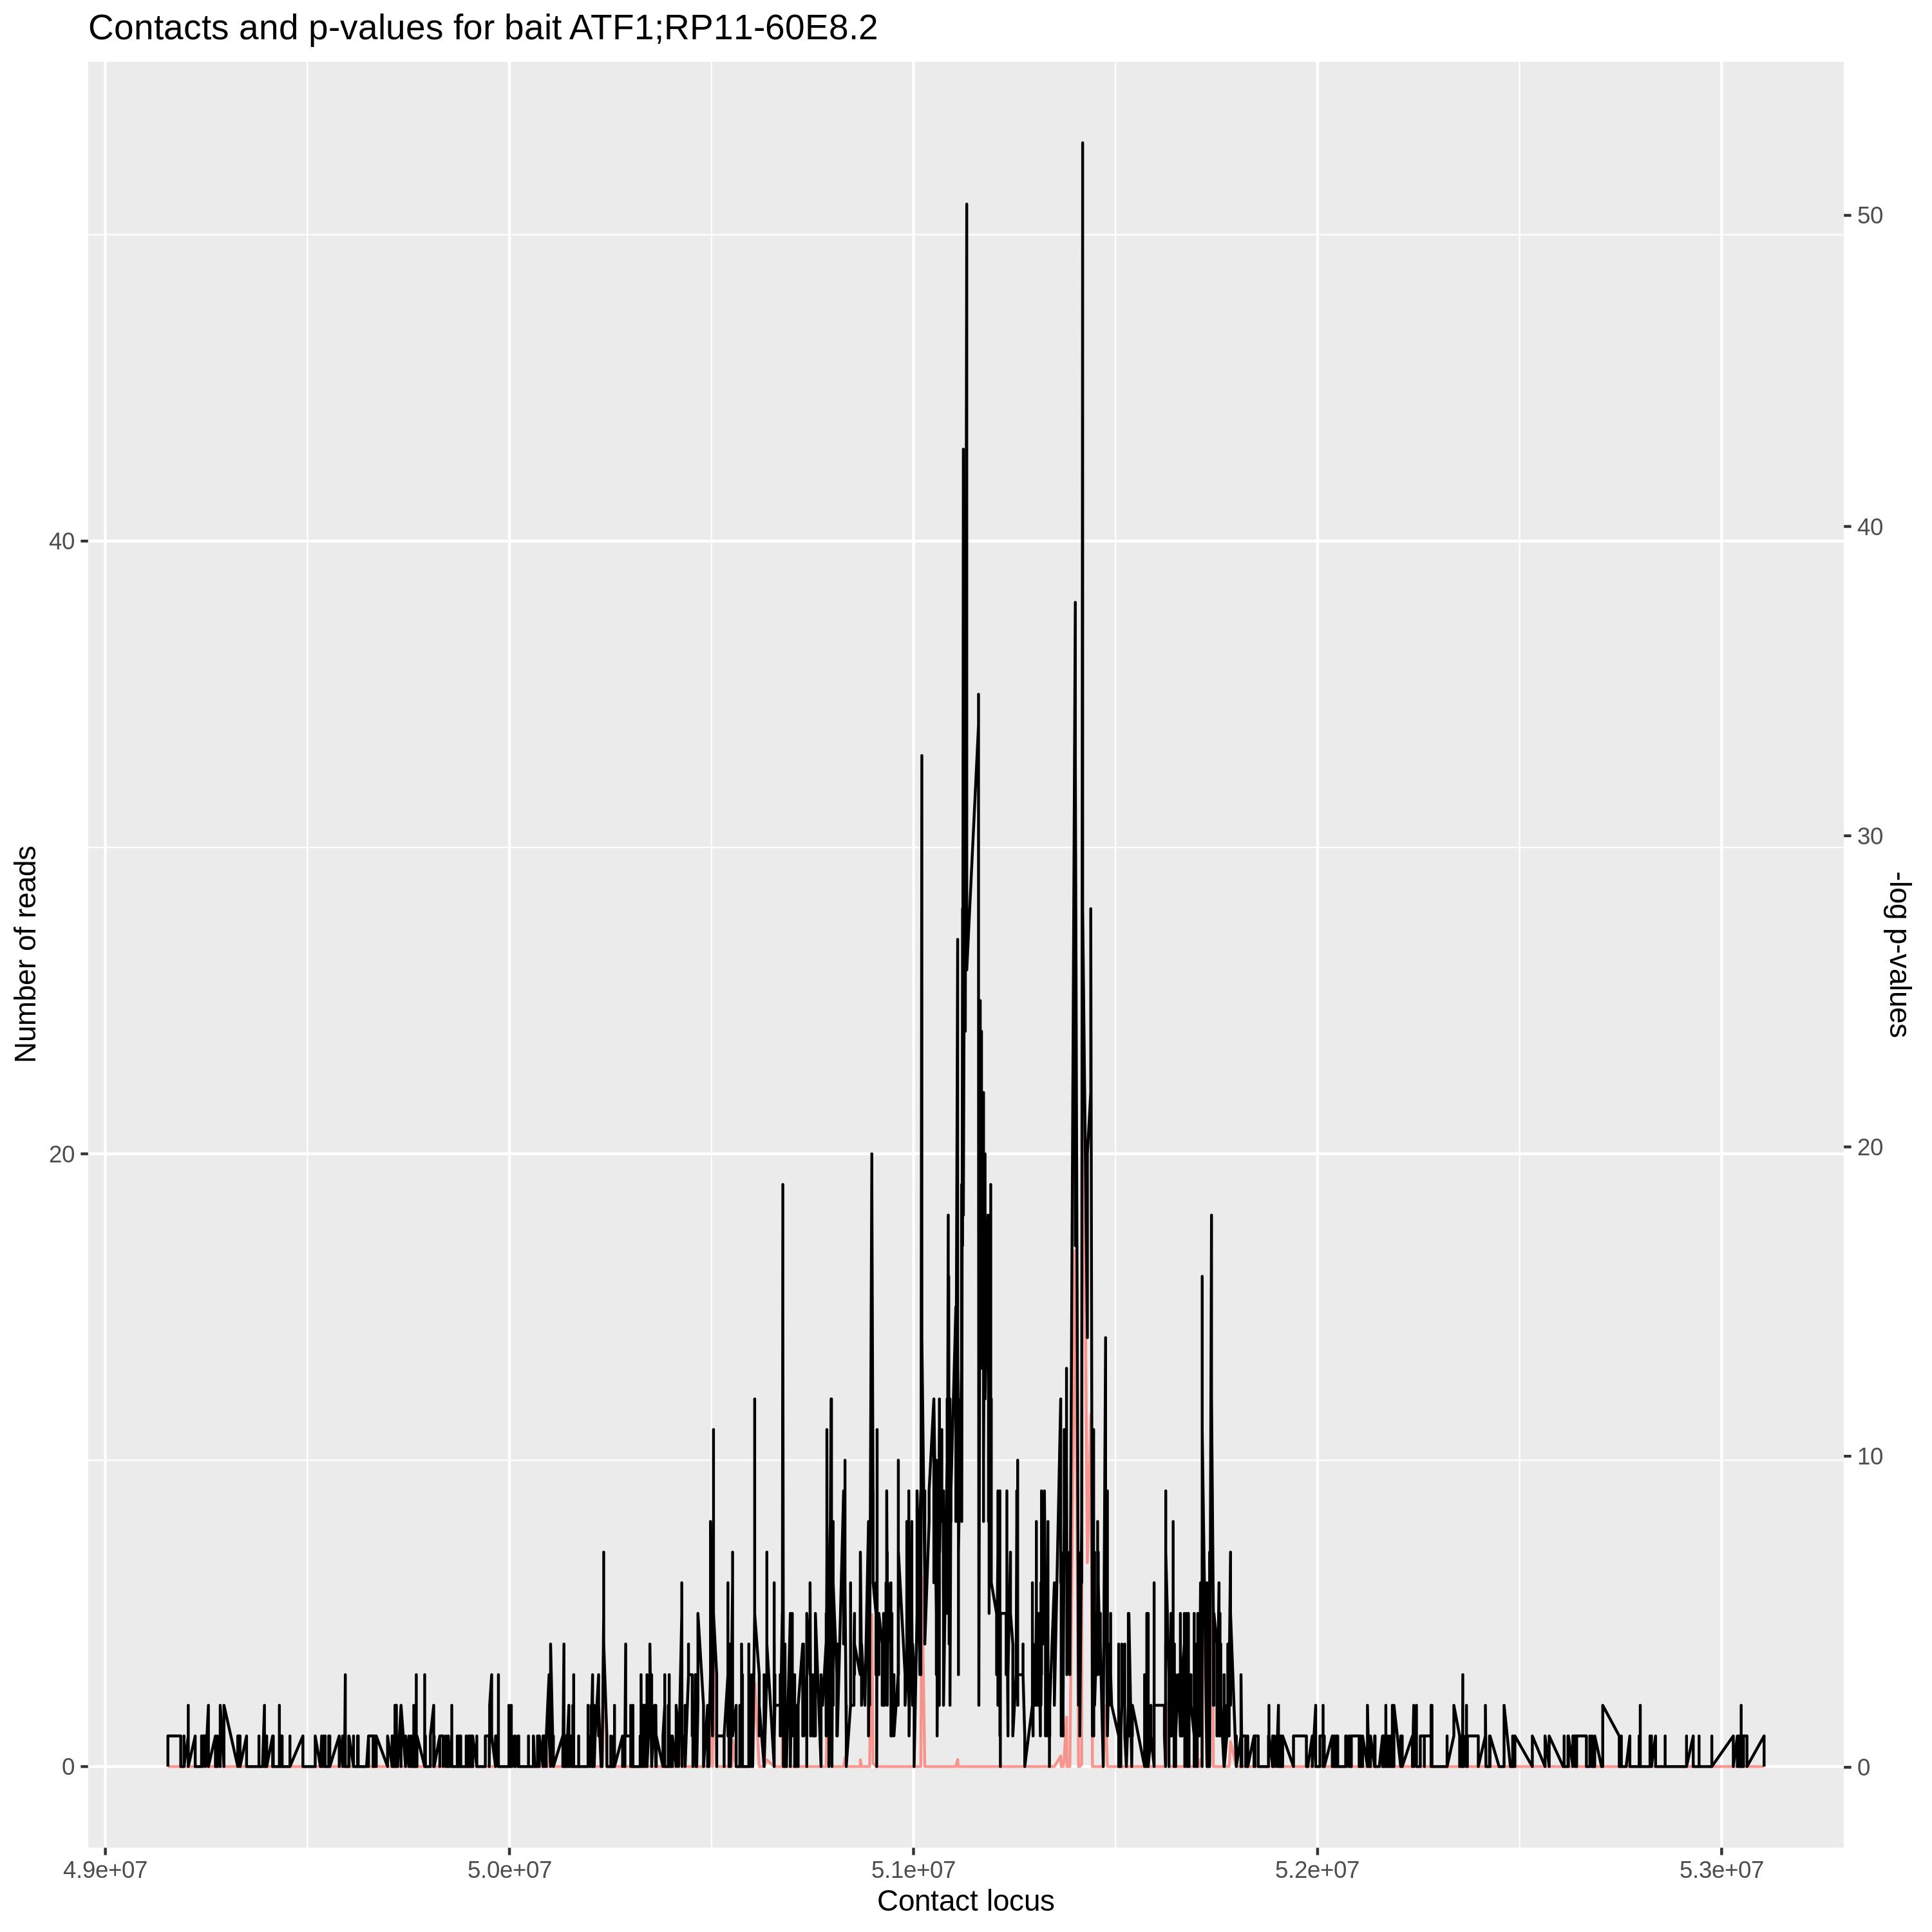 Contacts and p-values for bait ATF1;RP11-60E8.2
Number of reads
40
20
0
50
40
30
20
10
0
-log p-values
4.9e+07 5.0e+07 5.1e+07 5.2e+07 5.3e+07
Contact locus